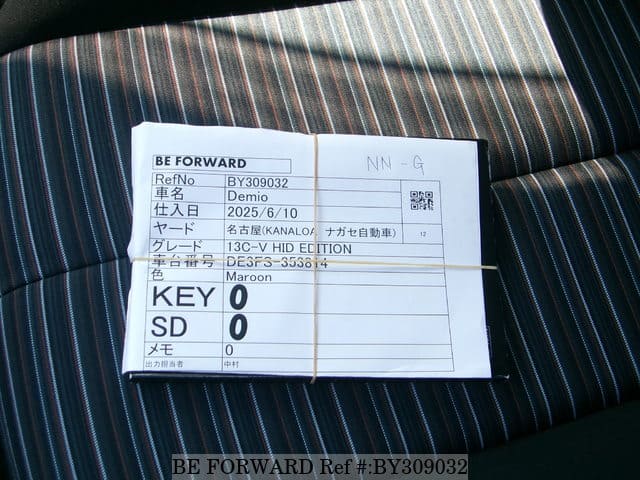 BE FORWARD
NN-G
RefNo BY309032
車名 Demio
仕入日 2025/6/10
ヤード 名古屋(KANALOA ナガセ自動車) 12
グレード 13C-V HID EDITION
車台番号
色 Maroon
KEY 0
SD 0
メモ 0
出力担当者 中村
BE FORWARD Ref #:BY309032